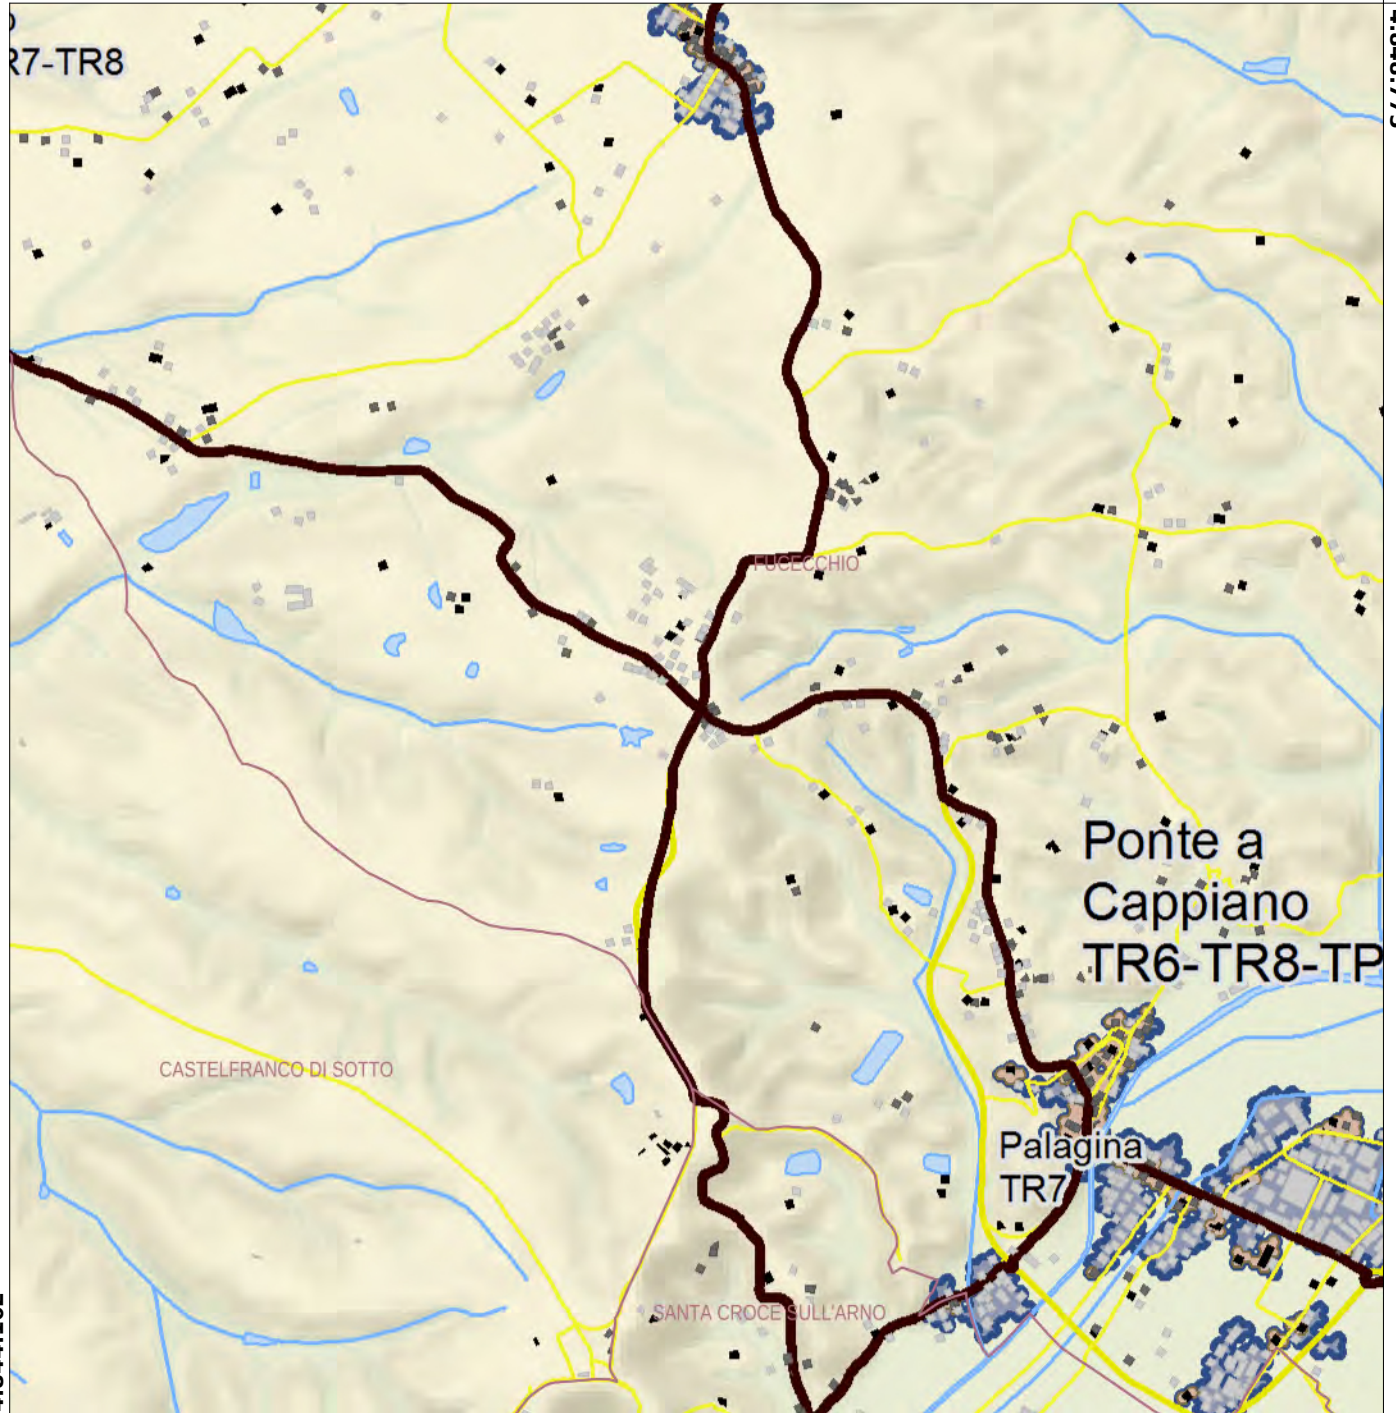 R7-TR8
FUCECCHIO
Ponte a
Cappiano
TR6-TR8-TP
CASTELFRANCO DI SOTTO
Palagina
TR7
SANTA CROCE SULL'ARNO